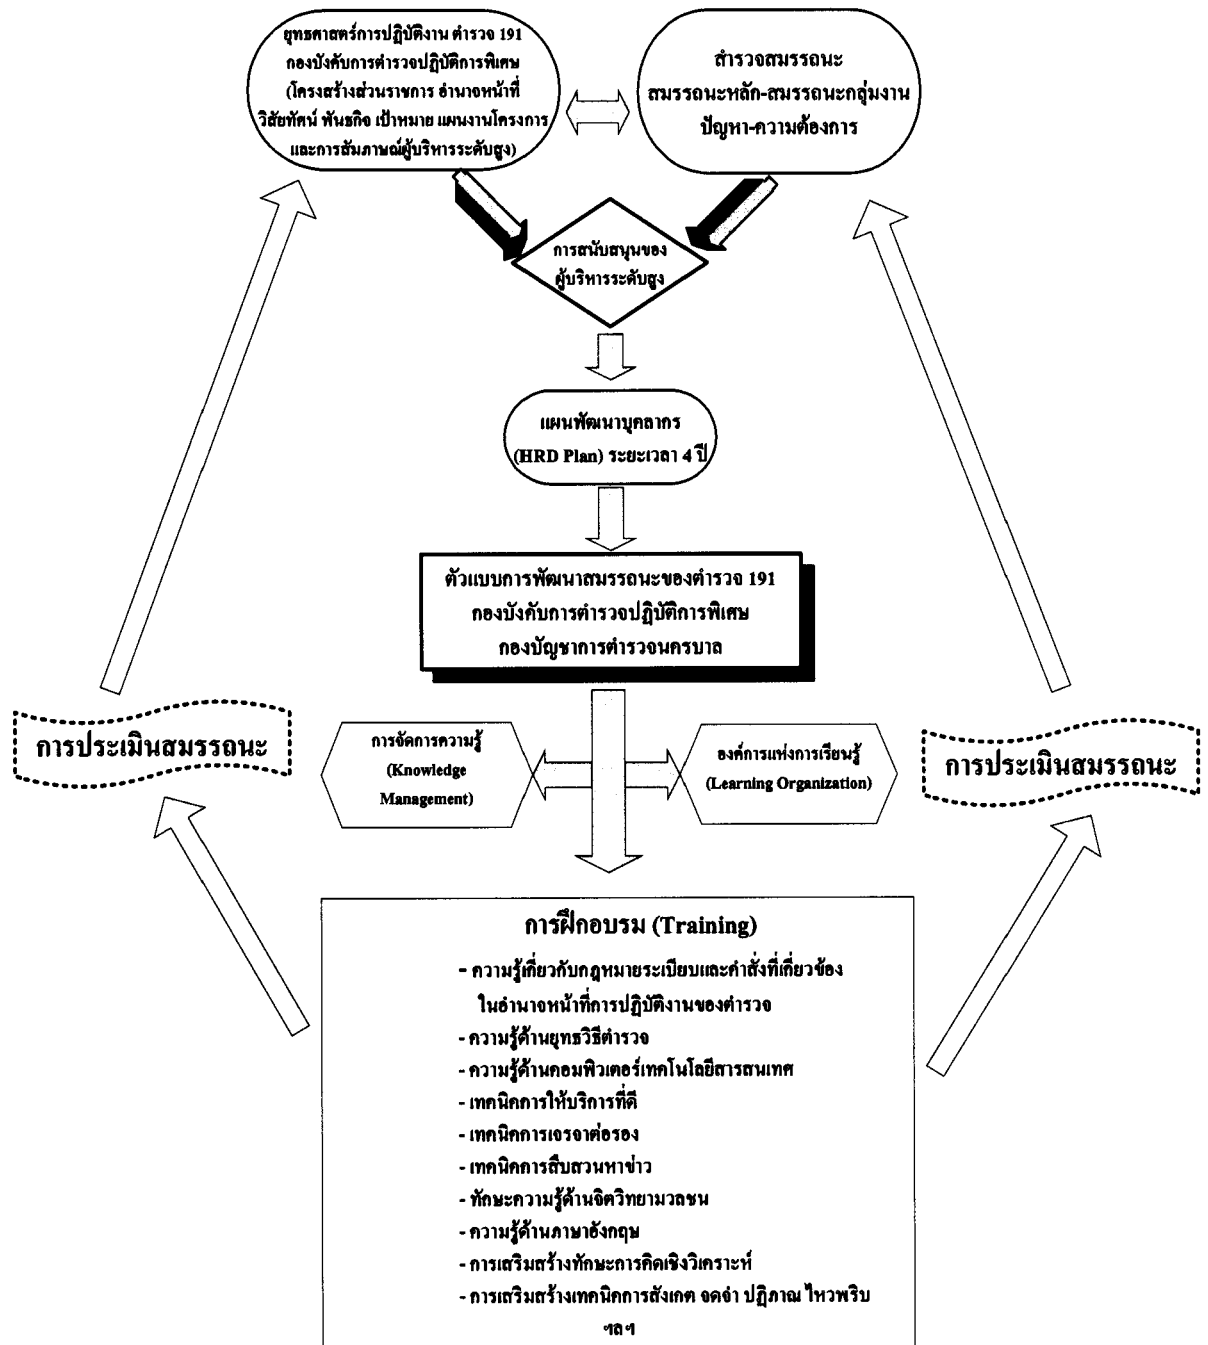 ยุทธศาสตร์การปฏิบัติงาน ตำรวจ 191
กองบังคับการตำรวจปฏิบัติการพิเศษ
(โครงสร้างส่วนราชการ อำนาจหน้าที่
วิสัยทัศน์ พันธกิจ เป้าหมาย แผนงานโครงการ
และการสัมภาษณ์ผู้บริหารระดับสูง)
สำรวจสมรรถนะ
สมรรถนะหลัก-สมรรถนะกลุ่มงาน
ปัญหา-ความต้องการ
การสนับสนุนของ
ผู้บริหารระดับสูง
แผนพัฒนาบุคลากร
(HRD Plan) ระยะเวลา 4 ปี
ตัวแบบการพัฒนาสมรรถนะของตำรวจ 191
กองบังคับการตำรวจปฏิบัติการพิเศษ
กองบัญชาการตำรวจนครบาล
การประเมินสมรรถนะ
การจัดการความรู้
(Knowledge
Management)
องค์การแห่งการเรียนรู้
(Learning Organization)
การประเมินสมรรถนะ
การฝึกอบรม (Training)
- ความรู้เกี่ยวกับกฎหมายระเบียบและคำสั่งที่เกี่ยวข้อง
ในอำนาจหน้าที่การปฏิบัติงานของตำรวจ
- ความรู้ด้านยุทธวิธีตำรวจ
- ความรู้ด้านคอมพิวเตอร์เทคโนโลยีสารสนเทศ
- เทคนิคการให้บริการที่ดี
- เทคนิคการเจรจาต่อรอง
- เทคนิคการสืบสวนหาข่าว
- ทักษะความรู้ด้านจิตวิทยามวลชน
- ความรู้ด้านภาษาอังกฤษ
- การเสริมสร้างทักษะการคิดเชิงวิเคราะห์
- การเสริมสร้างเทคนิคการสังเกต จดจำ ปฏิภาณ ไหวพริบ
ฯลฯ